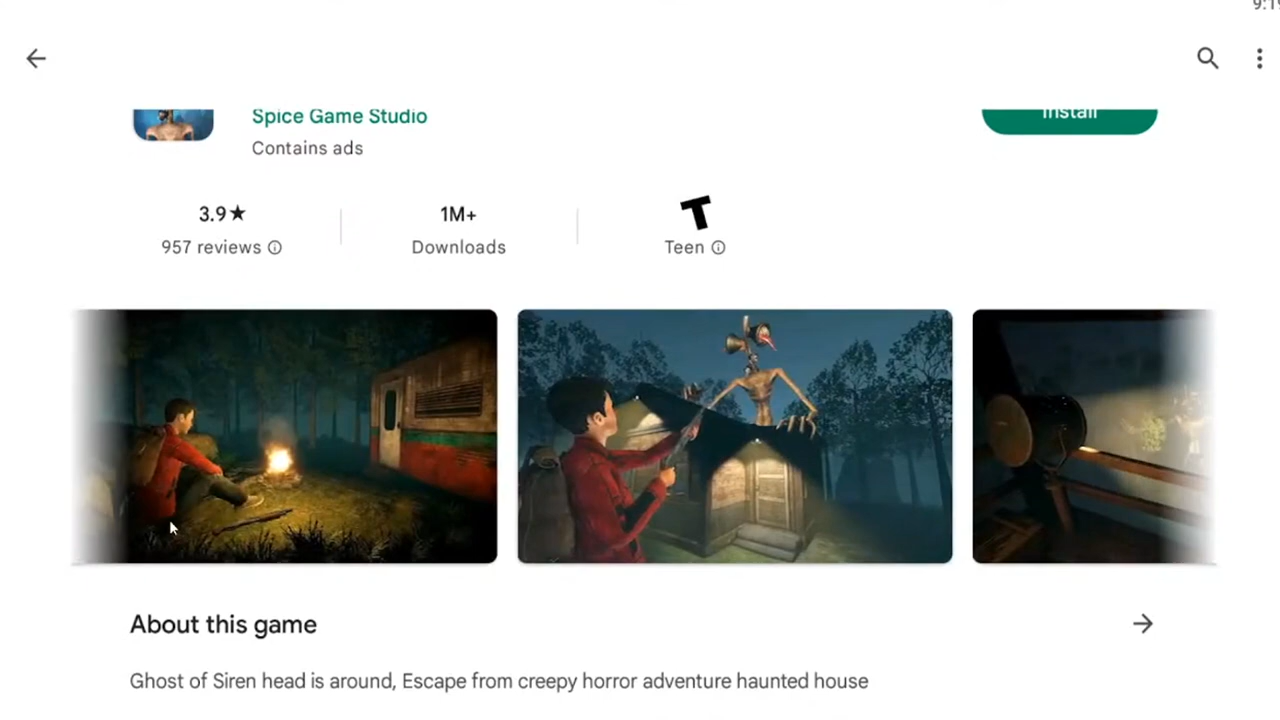 Spice Game Studio
Install
Contains ads
3.9★
1M+
T
957 reviews
Downloads
Teen
About this game
Ghost of Siren head is around, Escape from creepy horror adventure haunted house